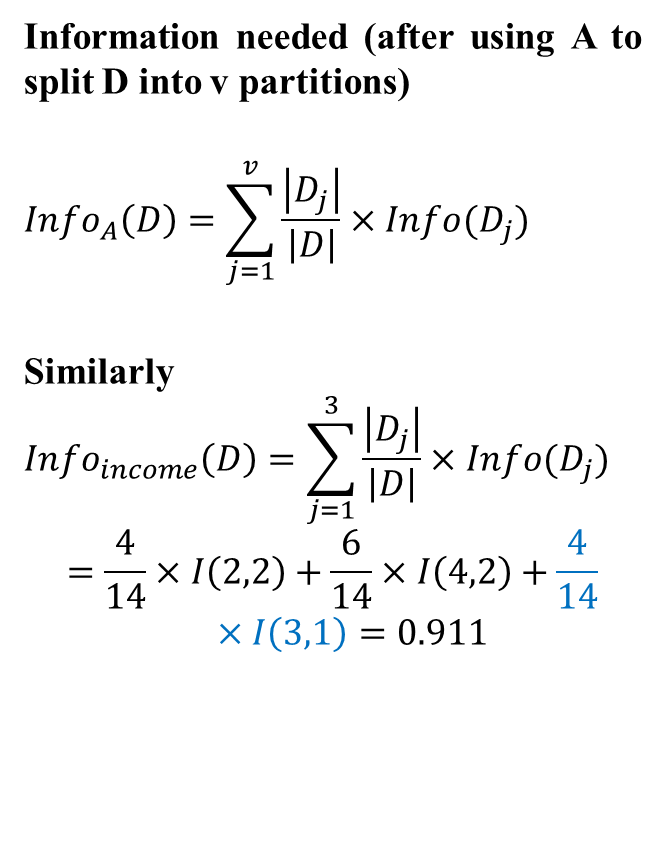 Information needed (after using A to
split D into v partitions)
$Info_A(D) = \sum_{j=1}^{v} \frac{|D_j|}{|D|} \times Info(D_j)$
Similarly
$Info_{income}(D) = \sum_{j=1}^{3} \frac{|D_j|}{|D|} \times Info(D_j)$
$= \frac{4}{14} \times I(2,2) + \frac{6}{14} \times I(4,2) + \frac{4}{14}$
$\times I(3,1) = 0.911$